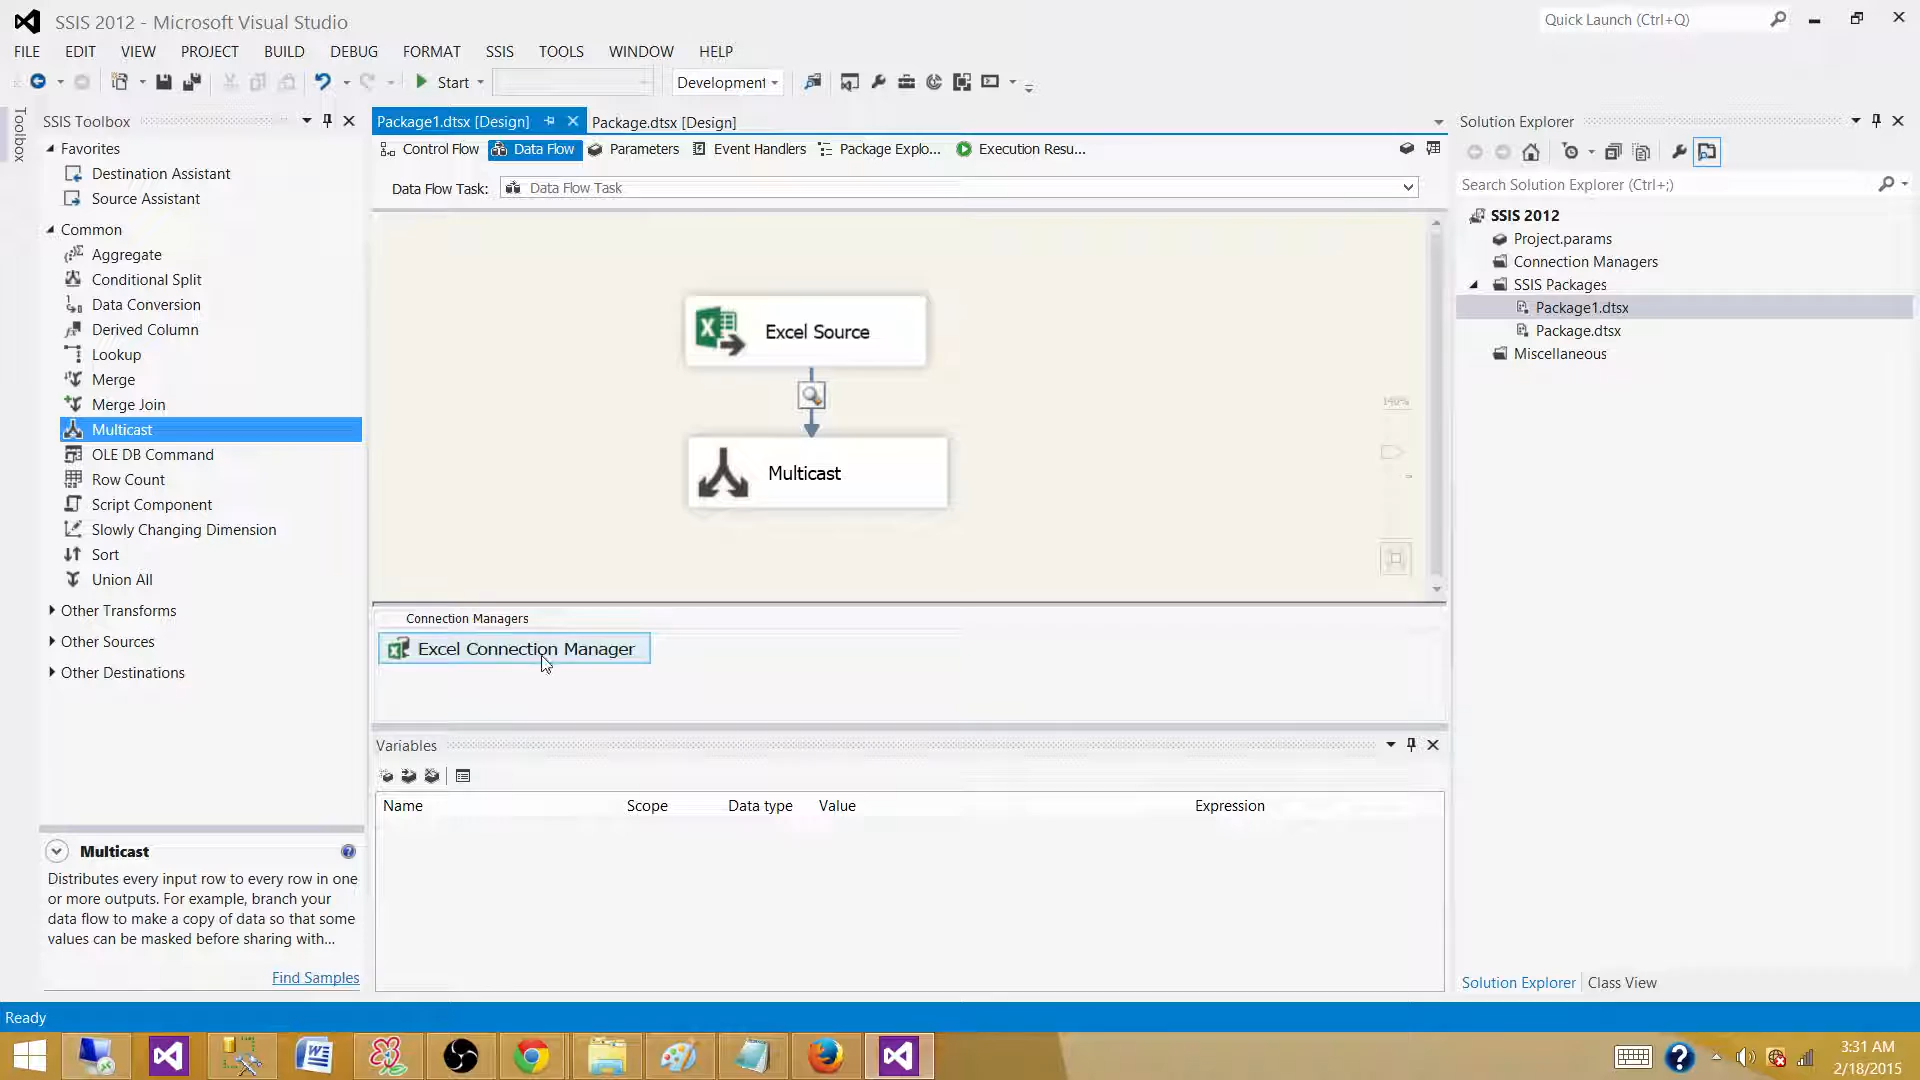 SSIS 2012 - Microsoft Visual Studio
Quick Launch (Ctrl+Q)
FILE EDIT VIEW PROJECT BUILD DEBUG FORMAT SSIS TOOLS WINDOW HELP
Start
Development
Toolbox
SSIS Toolbox
Favorites
Destination Assistant
Source Assistant
Common
Aggregate
Conditional Split
Data Conversion
Derived Column
Lookup
Merge
Merge Join
Multicast
OLE DB Command
Row Count
Script Component
Slowly Changing Dimension
Sort
Union All
Other Transforms
Other Sources
Other Destinations
Multicast
Distributes every input row to every row in one
or more outputs. For example, branch your
data flow to make a copy of data so that some
values can be masked before sharing with...
Find Samples
Package1.dtsx [Design] Package.dtsx [Design]
Control Flow Data Flow Parameters Event Handlers Package Explo... Execution Resu...
Data Flow Task: Data Flow Task
Excel Source
Multicast
140%
Connection Managers
Excel Connection Manager
Variables
Name Scope Data type Value Expression
Solution Explorer
Search Solution Explorer (Ctrl+;)
SSIS 2012
Project.params
Connection Managers
SSIS Packages
Package1.dtsx
Package.dtsx
Miscellaneous
Solution Explorer Class View
Ready
3:31 AM
2/18/2015